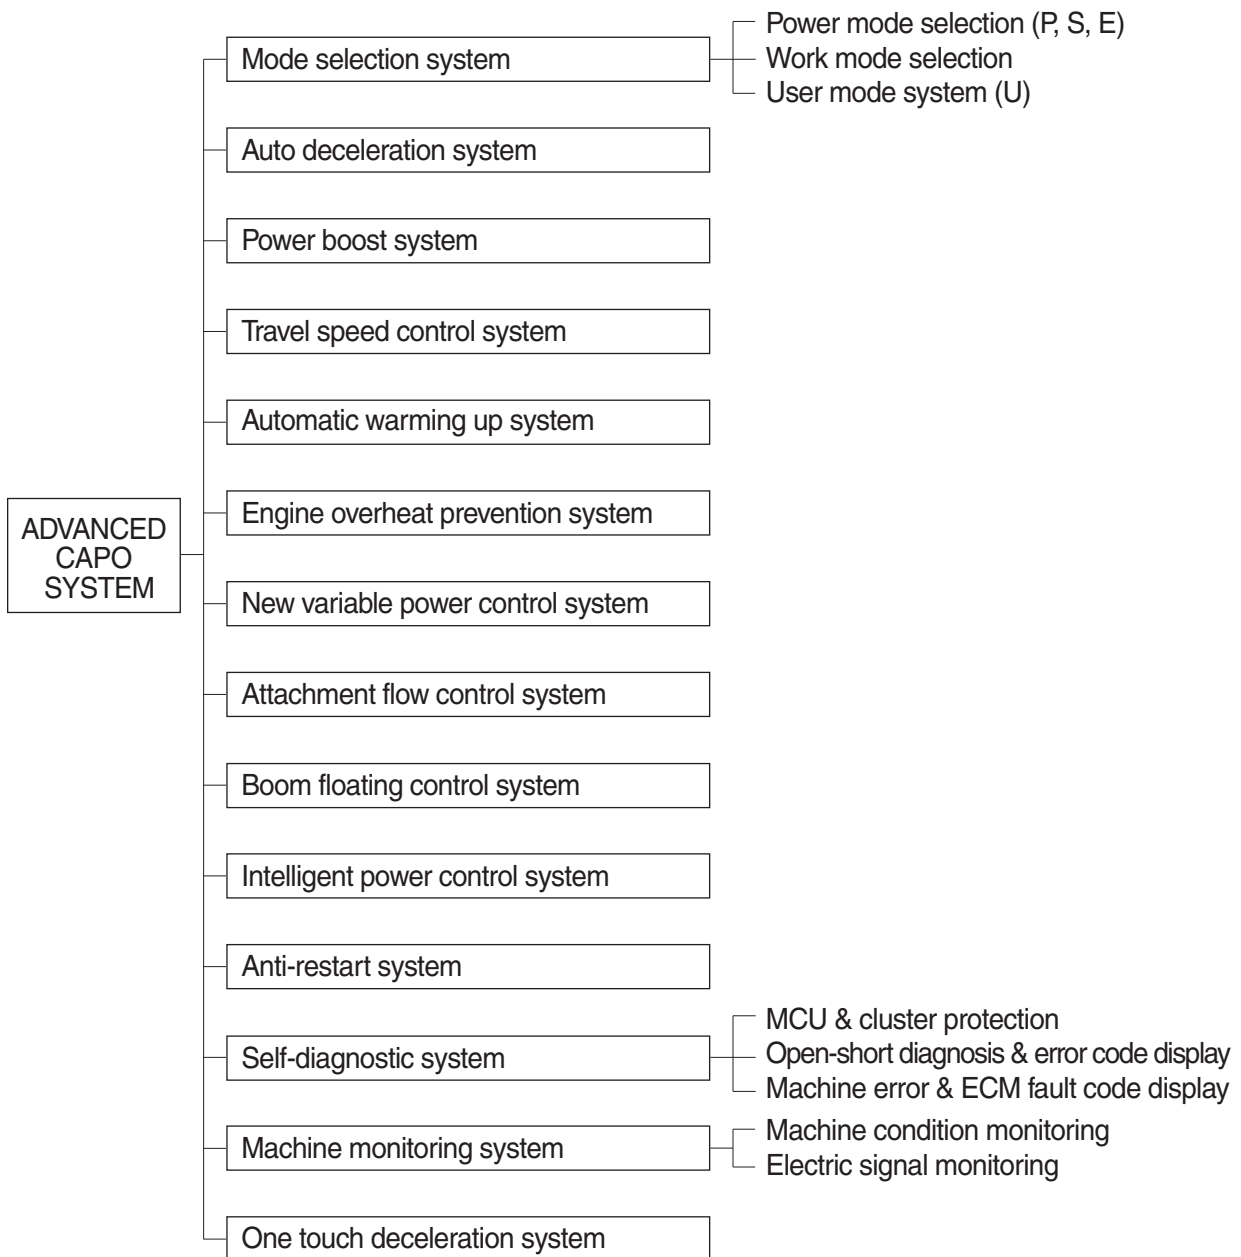 Power mode selection (P, S, E)
Mode selection system
Work mode selection
User mode system (U)
Auto deceleration system
Power boost system
Travel speed control system
Automatic warming up system
Engine overheat prevention system
ADVANCED
CAPO
SYSTEM
New variable power control system
Attachment flow control system
Boom floating control system
Intelligent power control system
Anti-restart system
MCU & cluster protection
Self-diagnostic system
Open-short diagnosis & error code display
Machine error & ECM fault code display
Machine condition monitoring
Machine monitoring system
Electric signal monitoring
One touch deceleration system